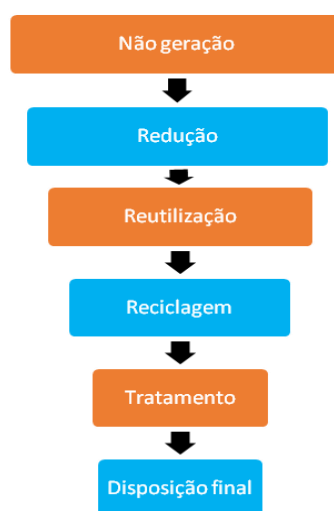 Não geração
Redução
Reutilização
Reciclagem
Tratamento
Disposição final